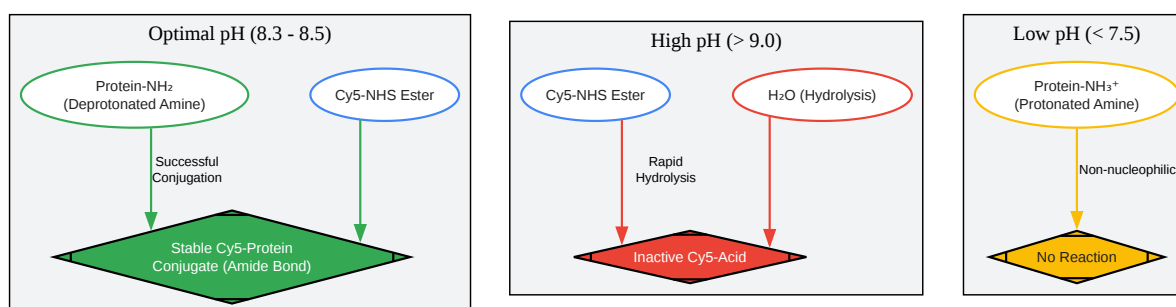 Optimal pH (8.3 - 8.5)
Protein-NH₂
(Deprotonated Amine)
Cy5-NHS Ester
Successful
Conjugation
Stable Cy5-Protein
Conjugate (Amide Bond)
High pH (> 9.0)
Cy5-NHS Ester
H₂O (Hydrolysis)
Rapid
Hydrolysis
Inactive Cy5-Acid
Low pH (< 7.5)
Protein-NH₃⁺
(Protonated Amine)
Non-nucleophilic
No Reaction